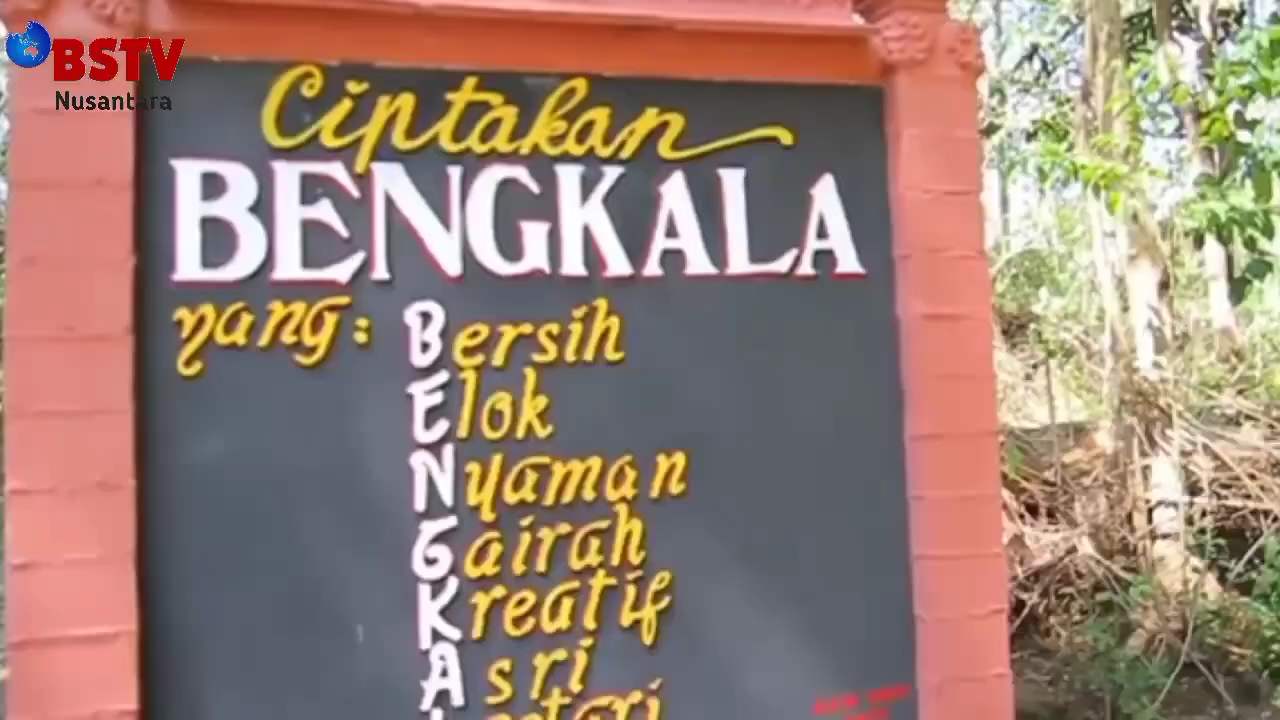 BSTV
Nusantara
Ciptakan
BENGKALA
yang : Bersih
Elok
Nyaman
Gairah
Kreatif
Asri